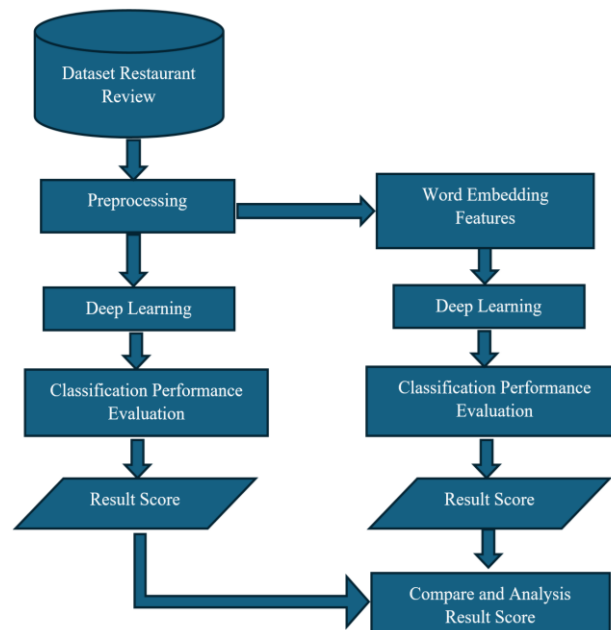 Dataset Restaurant
Review
Preprocessing
Word Embedding
Features
Deep Learning
Deep Learning
Classification Performance
Evaluation
Classification Performance
Evaluation
Result Score
Result Score
Compare and Analysis
Result Score